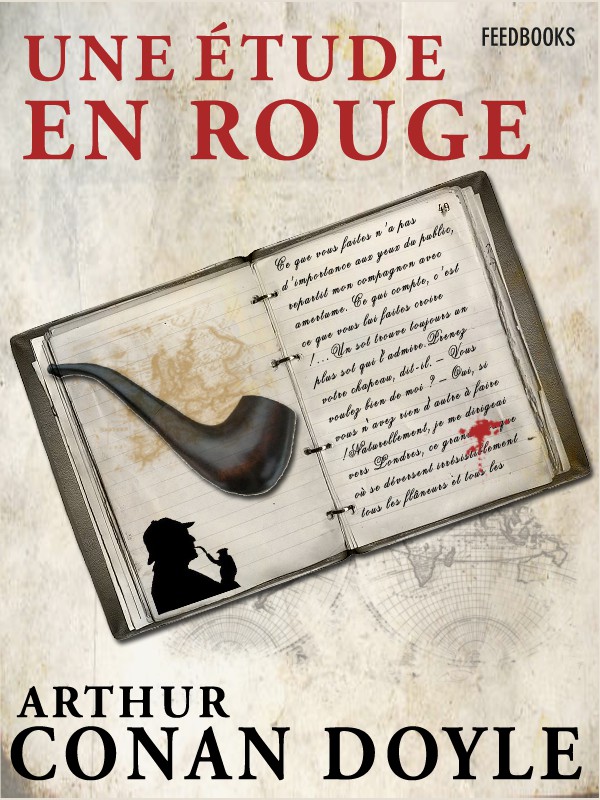 UNE ÉTUDE
EN ROUGE
FEEDBOOKS
49
Ce que vous faites n'a pas
d'importance aux yeux du public,
repartit mon compagnon avec
amertume. Ce qui compte, c'est
ce que vous lui faites croire
!... Un sot trouve toujours un
plus sot qui l'admire. Prenez
votre chapeau, dit-il. — Vous
voulez bien de moi ? — Oui, si
vous n'avez rien d'autre à faire
! Naturellement, je me dirigeai
vers Londres, ce
où se déversent irrésistiblement
tous les flâneurs et tous les
ARTHUR
CONAN DOYLE